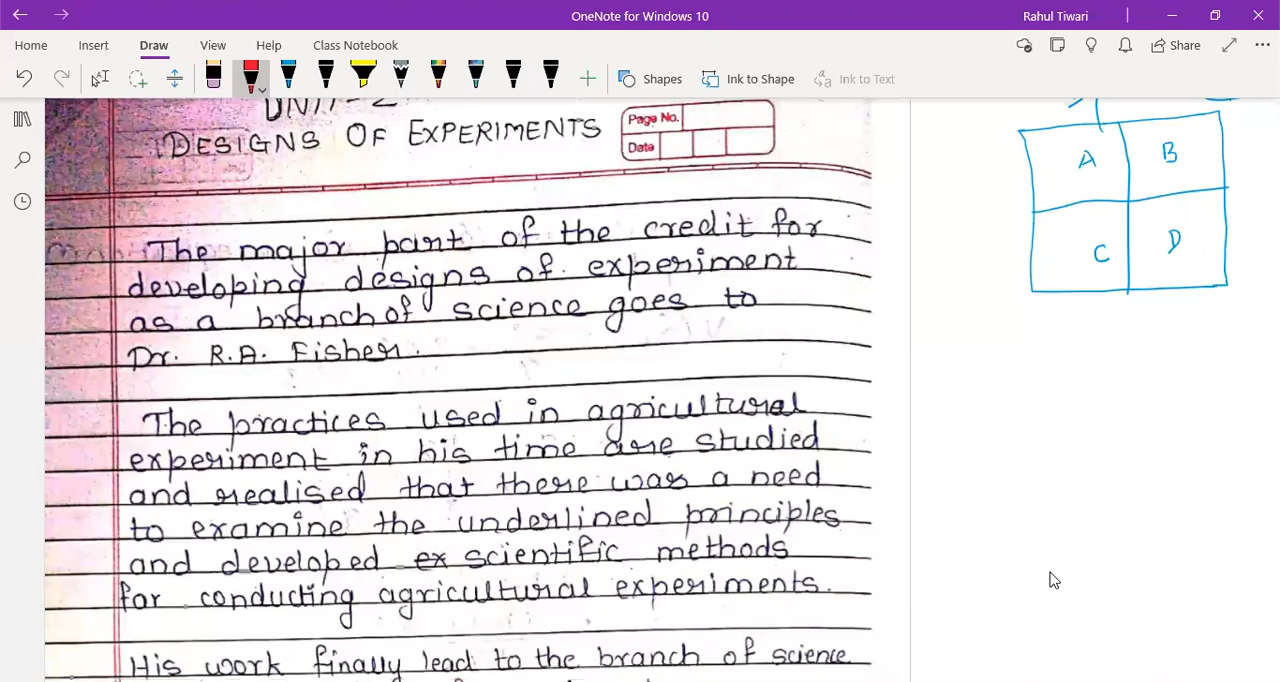 OneNote for Windows 10
Rahul Tiwari
Home Insert Draw View Help Class Notebook
Share
Shapes
Ink to Shape
Ink to Text
UNIT-2
DESIGNS OF EXPERIMENTS
Page No.
Date
The major part of the credit for
developing designs of experiment
as a branch of science goes to
Dr. R.A. Fisher.
The practices used in agricultural
experiment in his time are studied
and realised that there was a need
to examine the underlined principles
and developed ex scientific methods
for conducting agricultural experiments.
His work finally lead to the branch of science
A B
C D